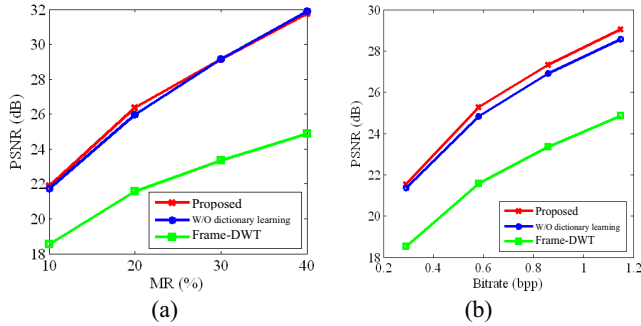 32
30
28
26
24
22
20
18
PSNR (dB)
10
20
30
40
MR (%)
Proposed
W/O dictionary learning
Frame-DWT
(a)
30
28
26
24
22
20
18
PSNR (dB)
0.2
0.4
0.6
0.8
1
1.2
Bitrate (bpp)
Proposed
W/O dictionary learning
Frame-DWT
(b)